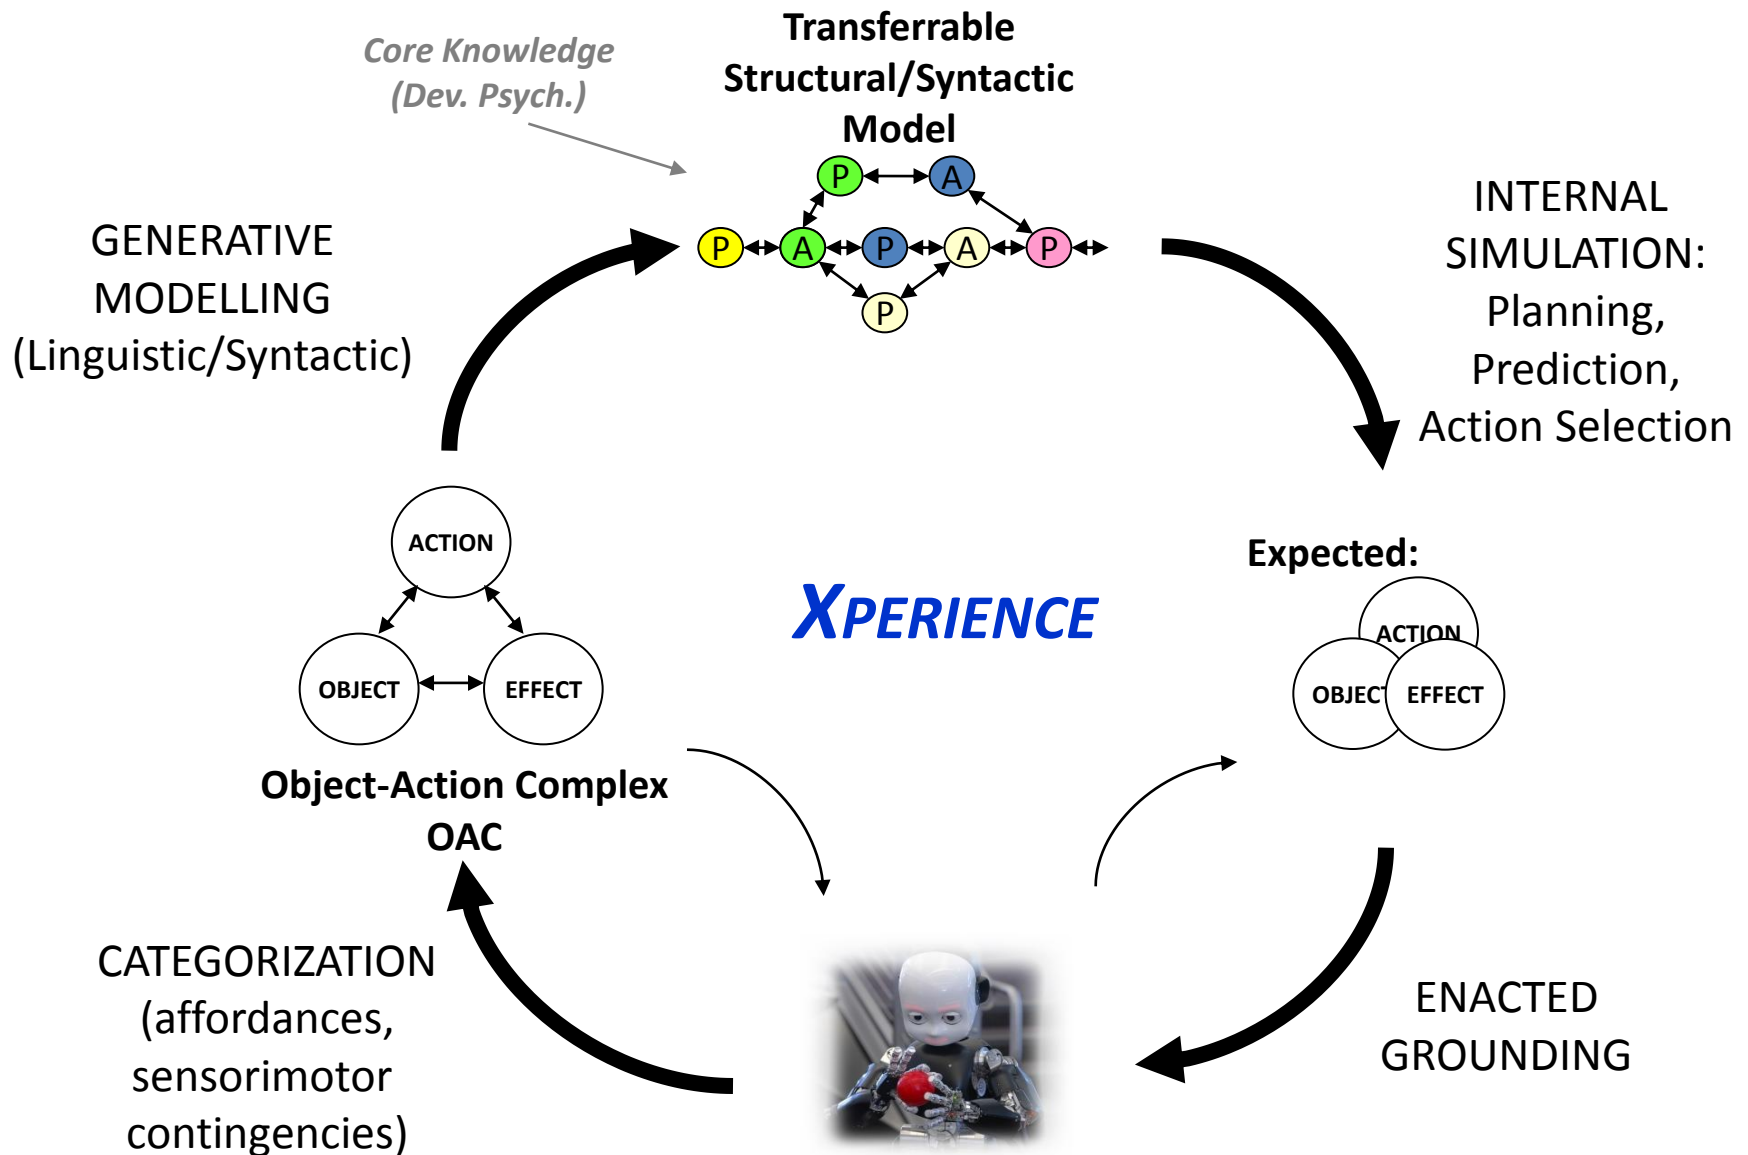 Core Knowledge
(Dev. Psych.)
Transferrable
Structural/Syntactic
Model
P A
P A P A P
P
GENERATIVE
MODELLING
(Linguistic/Syntactic)
INTERNAL
SIMULATION:
Planning,
Prediction,
Action Selection
ACTION
OBJECT EFFECT
Object-Action Complex
OAC
XPERIENCE
Expected:
ACTION
OBJECT EFFECT
CATEGORIZATION
(affordances,
sensorimotor
contingencies)
ENACTED
GROUNDING